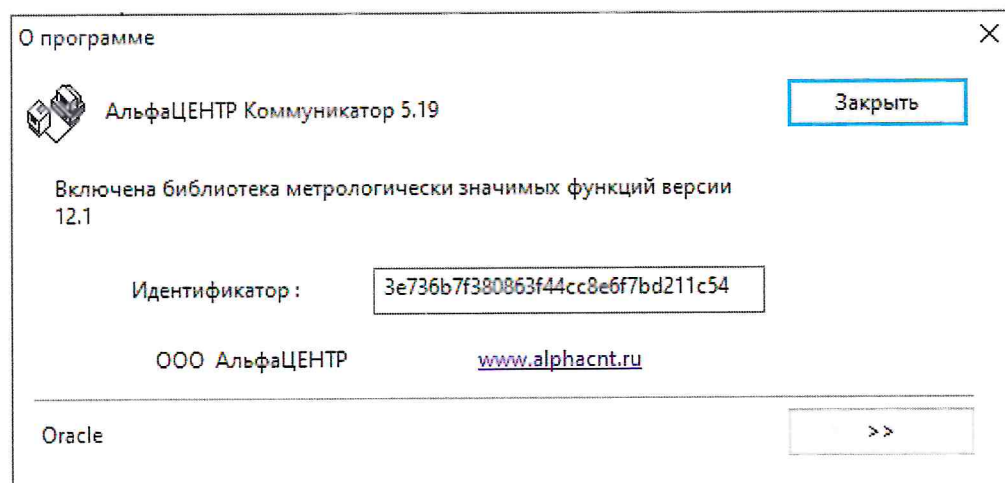 О программе
АльфаЦЕНТР Коммуникатор 5.19
Закрыть
Включена библиотека метрологически значимых функций версии
12.1
Идентификатор :
3e736b7f380863f44cc8e6f7bd211c54
ООО АльфаЦЕНТР
www.alphacnt.ru
Oracle
>>